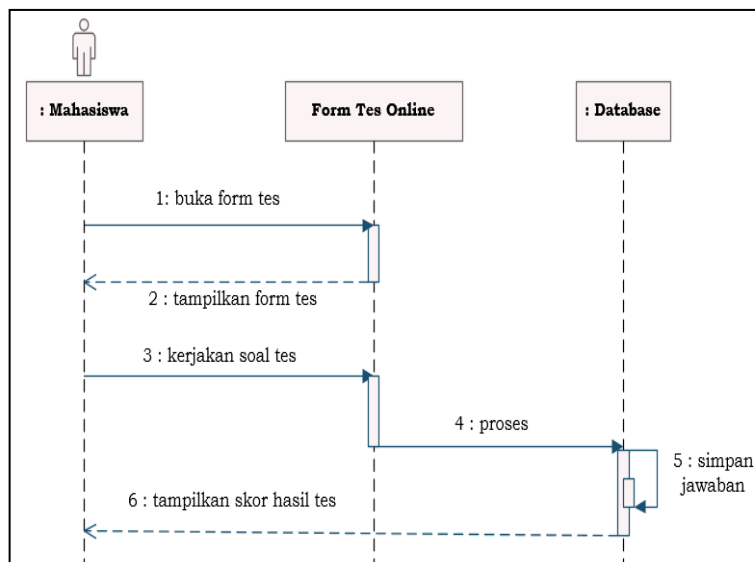 : Mahasiswa
Form Tes Online
: Database
1: buka form tes
2 : tampilkan form tes
3 : kerjakan soal tes
4 : proses
5 : simpan
jawaban
6 : tampilkan skor hasil tes